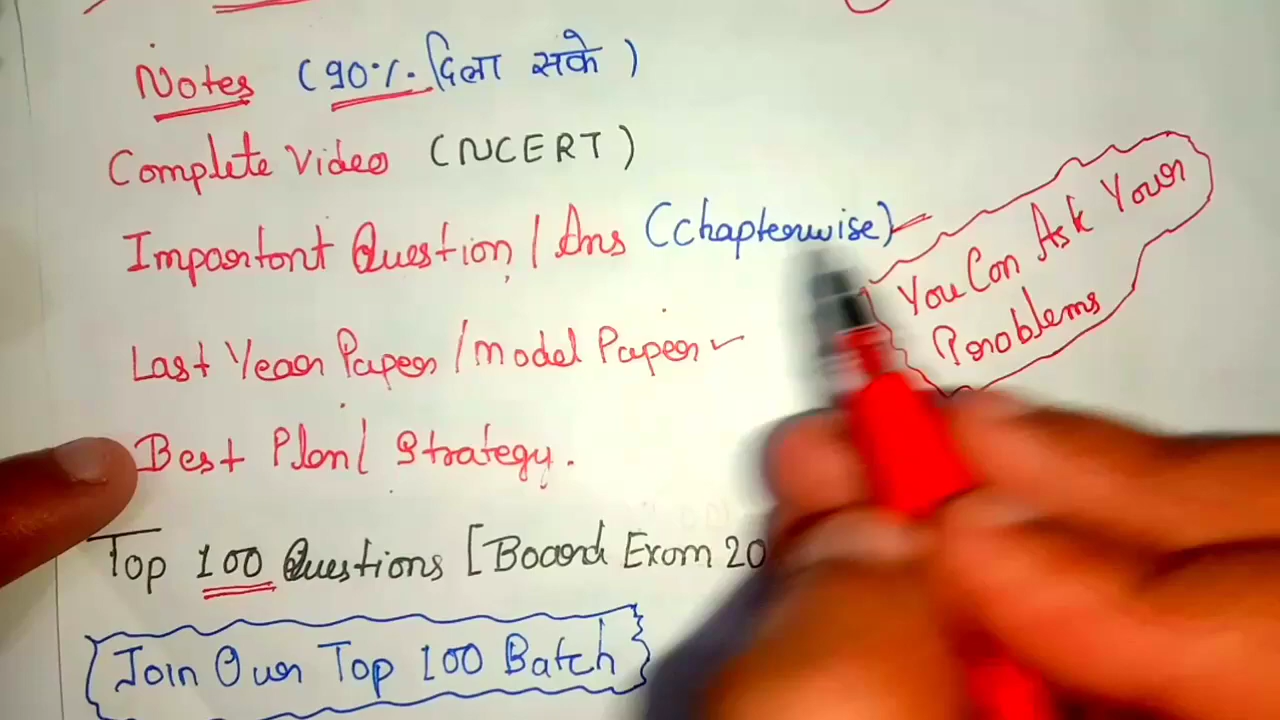 Notes (90% दिला सके)
Complete Video (NCERT)
Important Question / Ans (Chapterwise)
You Can Ask Your
Problems
Last Year Paper / Model Paper
Best Plan / Strategy.
Top 100 Questions [Board Exam 20
Join Our Top 100 Batch